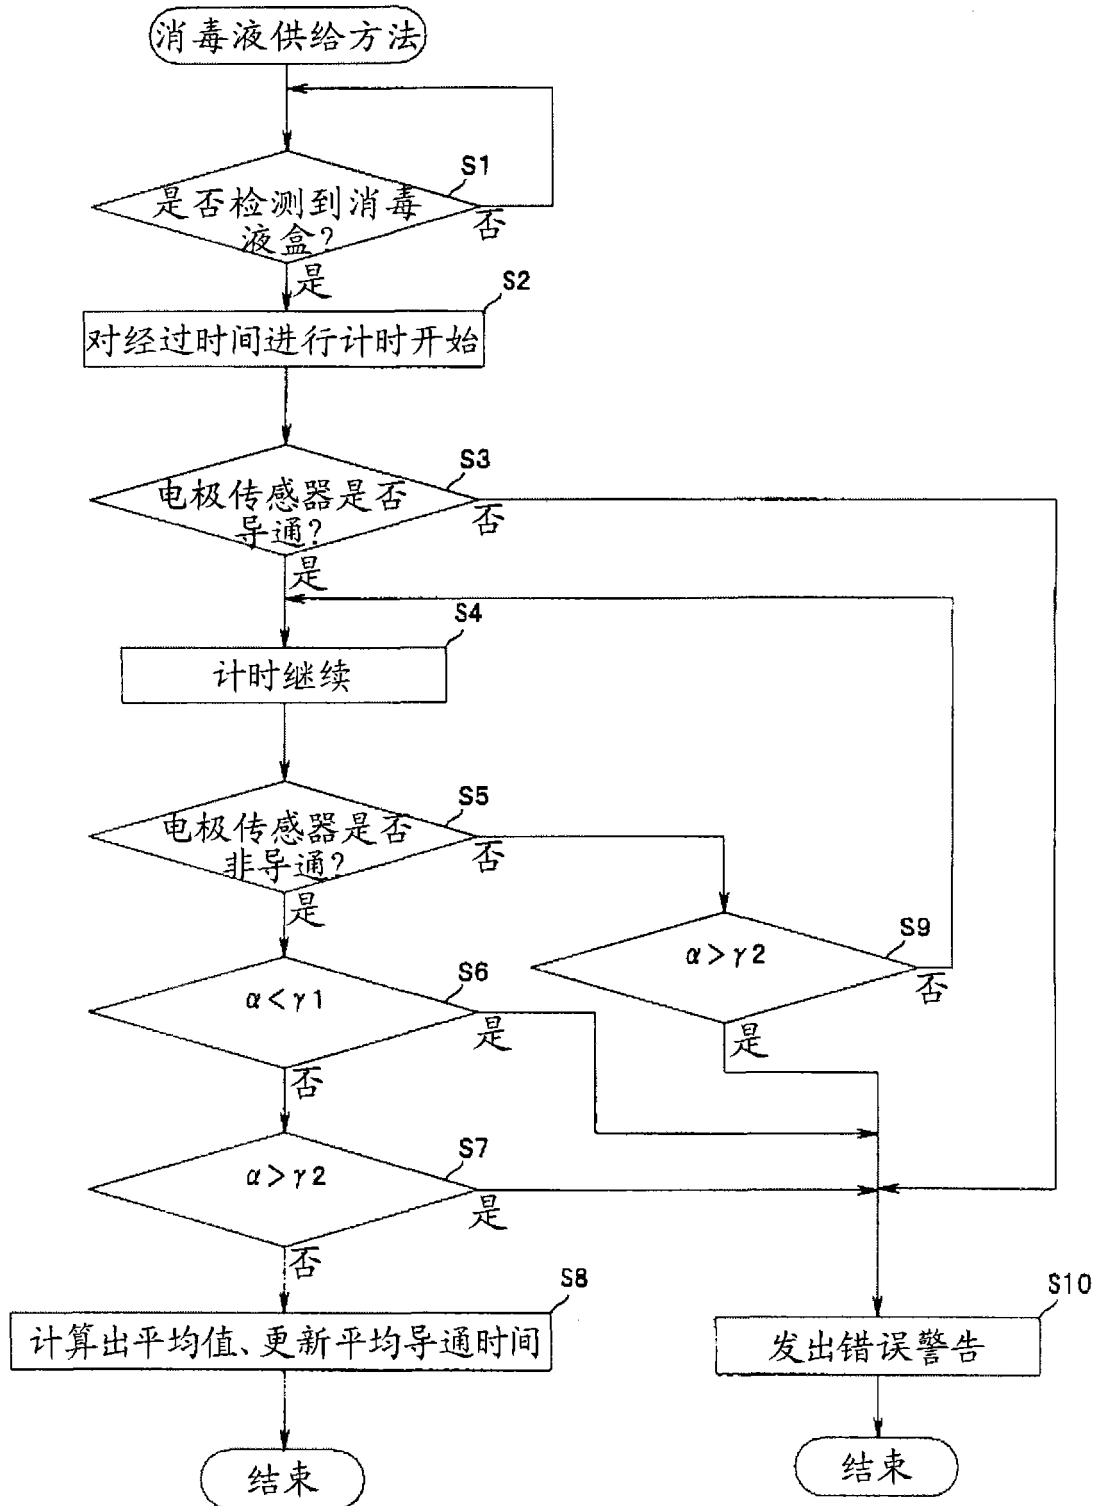 消毒液供给方法
S1
是否检测到消毒
液盒?
否
是
S2
对经过时间进行计时开始
S3
电极传感器是否
导通?
否
是
S4
计时继续
S5
电极传感器是否
非导通?
否
是
S9
α>γ2
否
是
S6
α<γ1
是
否
S7
α>γ2
是
否
S8
计算出平均值、更新平均导通时间
S10
发出错误警告
结束
结束